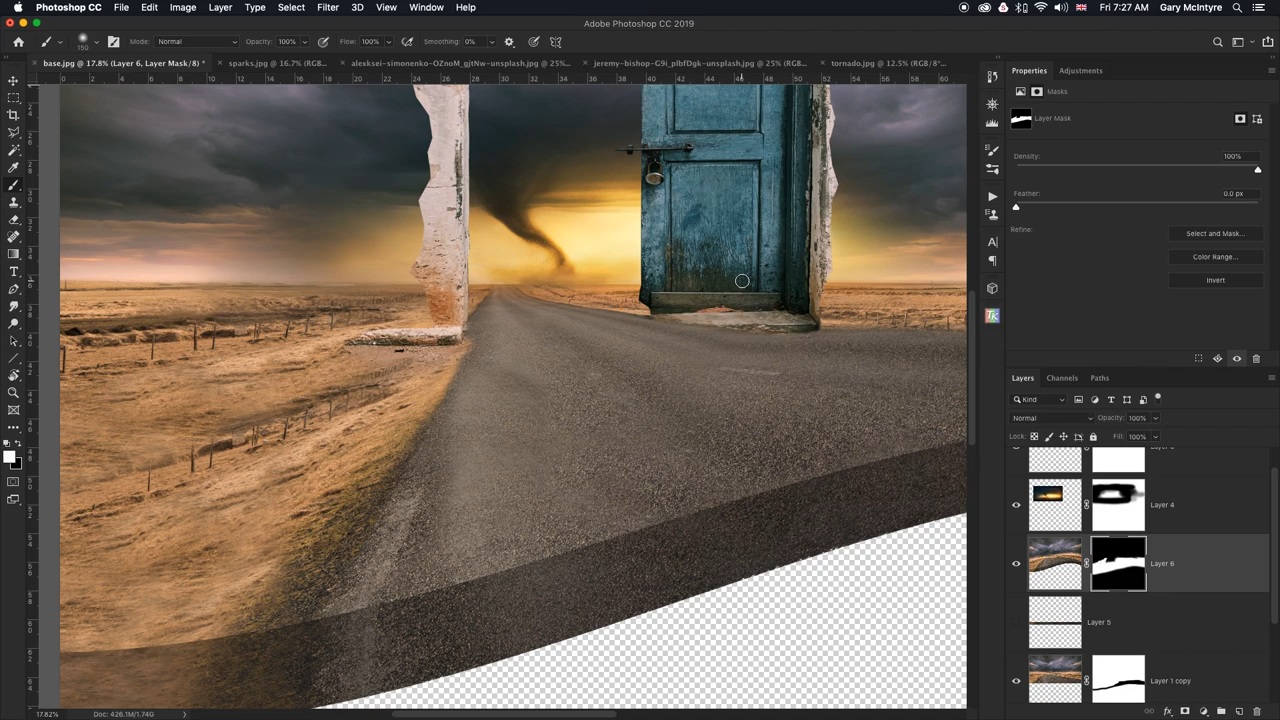 Photoshop CC File Edit Image Layer Type Select Filter 3D View Window Help Fri 7:27 AM Gary McIntyre
Adobe Photoshop CC 2019
150 Mode: Normal Opacity: 100% Flow: 100% Smoothing: 0%
base.jpg @ 17.8% (Layer 6, Layer Mask/8) * sparks.jpg @ 16.7% (RGB... alexksei-simonenko-OZnoM_gjtNw-unsplash.jpg @ 25%... jeremy-bishop-G9i_plbfDgk-unsplash.jpg @ 25% (RGB... tornado.jpg @ 12.5% (RGB/8*...
Properties Adjustments
Masks
Layer Mask
Density: 100%
Feather: 0.0 px
Refine: Select and Mask...
Color Range...
Invert
Layers Channels Paths
Kind
Normal Opacity: 100%
Lock: Fill: 100%
Layer 4
Layer 6
Layer 5
Layer 1 copy
17.82% Doc: 426.1M/1.74G